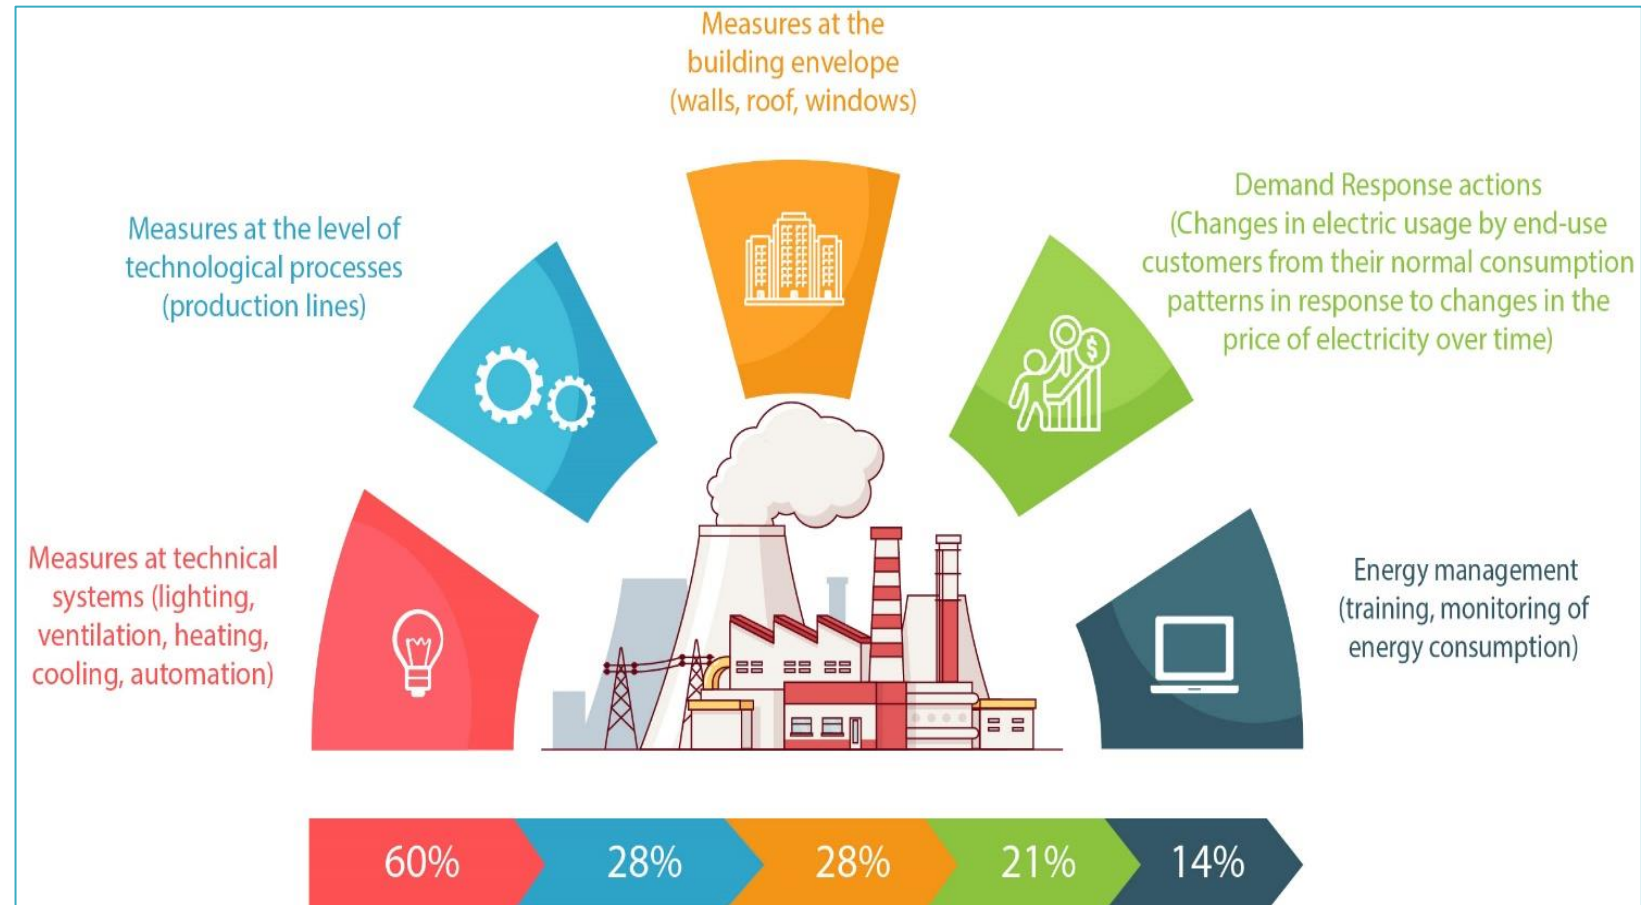 Measures at the
building envelope
(walls, roof, windows)
Measures at the level of
technological processes
(production lines)
Demand Response actions
(Changes in electric usage by end-use
customers from their normal consumption
patterns in response to changes in the
price of electricity over time)
$
Measures at technical
systems (lighting,
ventilation, heating,
cooling, automation)
Energy management
(training, monitoring of
energy consumption)
60%
28%
28%
21%
14%